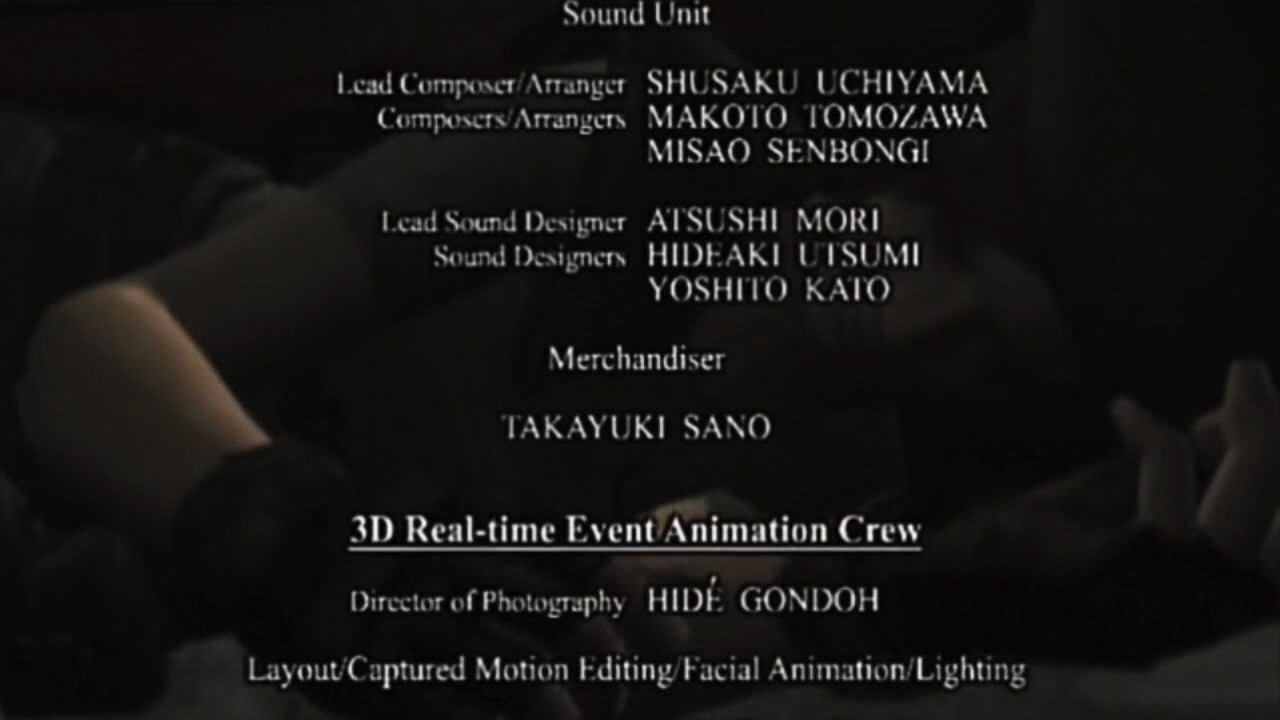 Sound Unit
Lead Composer/Arranger SHUSAKU UCHIYAMA
Composers/Arrangers MAKOTO TOMOZAWA
MISAO SENBONGI
Lead Sound Designer ATSUSHI MORI
Sound Designers HIDEAKI UTSUMI
YOSHITO KATO
Merchandiser
TAKAYUKI SANO
3D Real-time Event Animation Crew
Director of Photography HIDÉ GONDOH
Layout/Captured Motion Editing/Facial Animation/Lighting